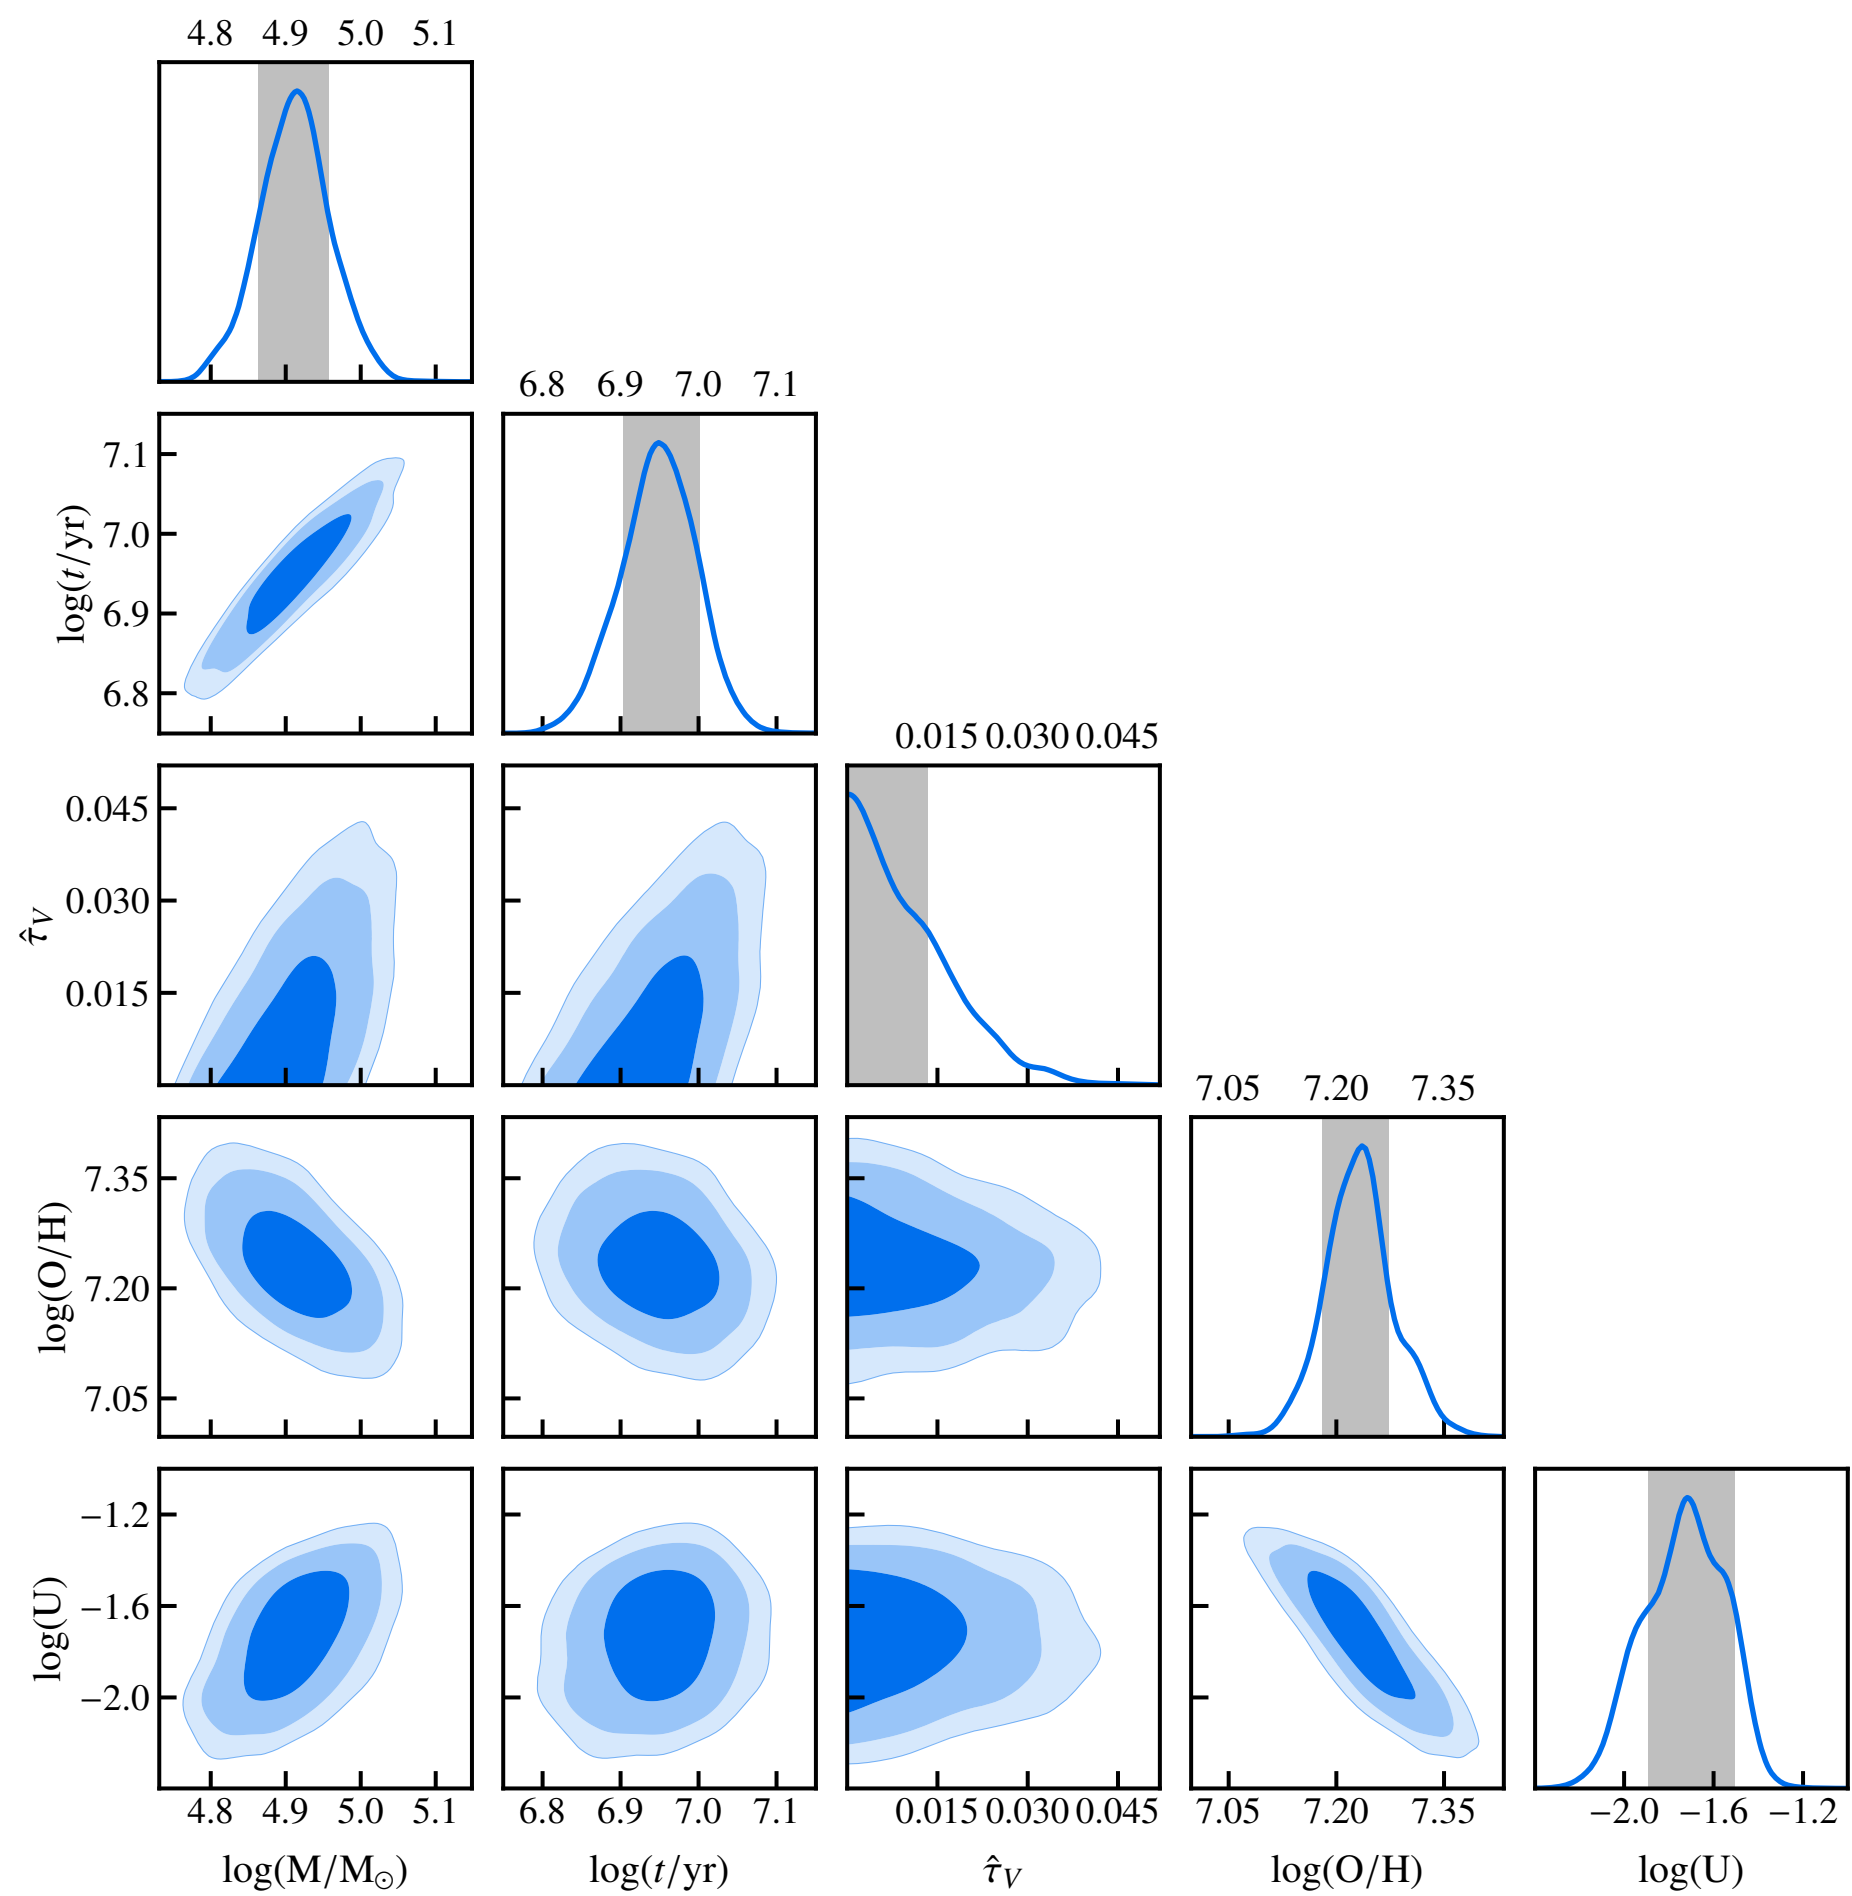 4.8 4.9 5.0 5.1
6.8 6.9 7.0 7.1
7.1
7.0
6.9
6.8
log(t/yr)
0.015 0.030 0.045
0.045
0.030
0.015
τ̂V
7.05 7.20 7.35
7.35
7.20
7.05
log(O/H)
−1.2
−1.6
−2.0
log(U)
4.8 4.9 5.0 5.1 6.8 6.9 7.0 7.1 0.015 0.030 0.045 7.05 7.20 7.35 −2.0 −1.6 −1.2
log(M/M⊙) log(t/yr) τ̂V log(O/H) log(U)